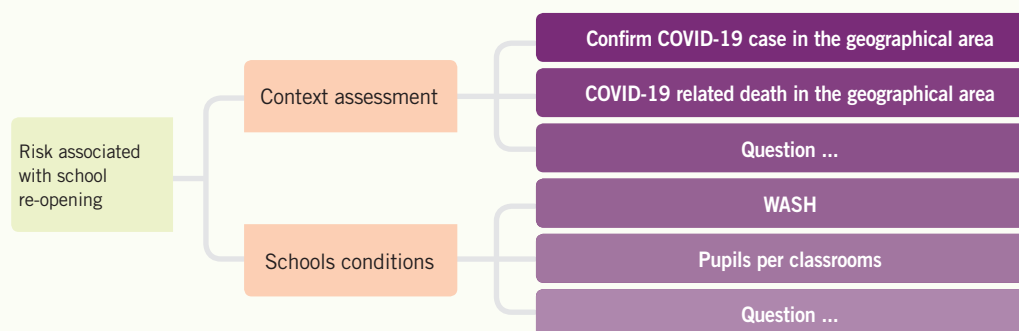 Risk associated
with school
re-opening
Context assessment
Schools conditions
Confirm COVID-19 case in the geographical area
COVID-19 related death in the geographical area
Question ...
WASH
Pupils per classrooms
Question ...